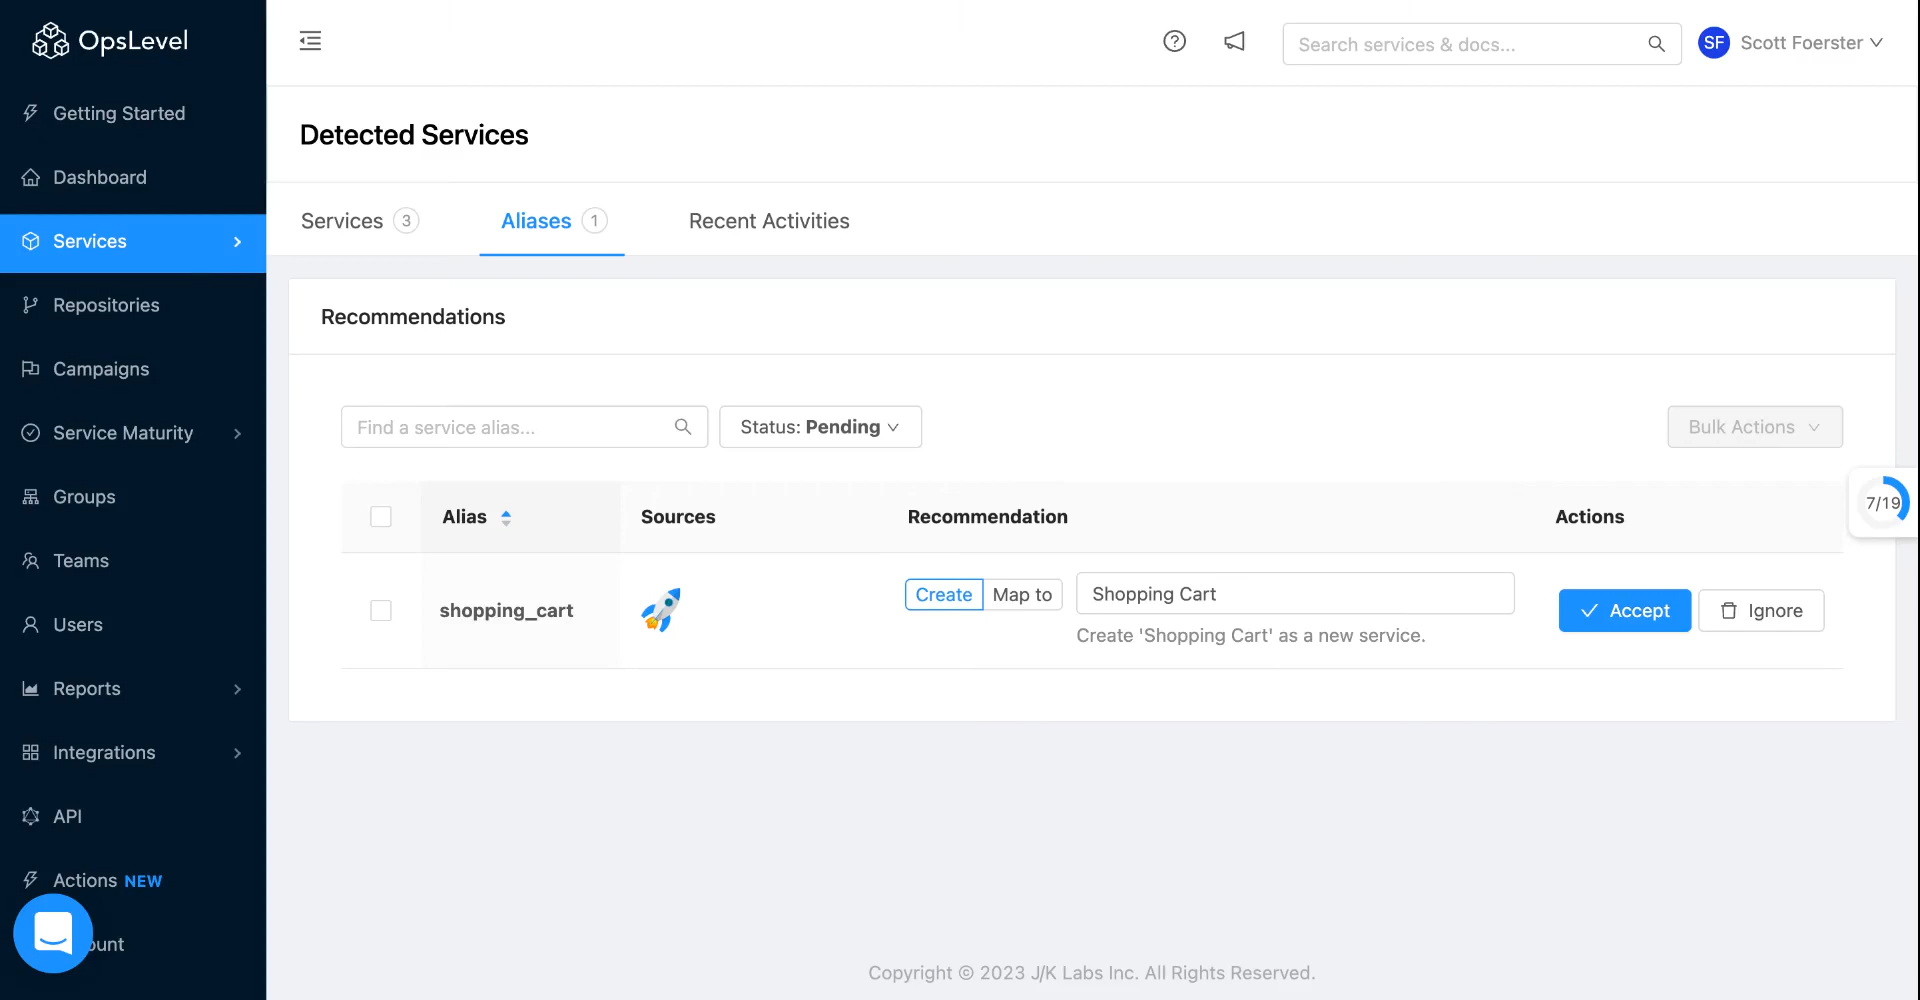 OpsLevel
Search services & docs...
SF
Scott Foerster
Getting Started
Dashboard
Services
Repositories
Campaigns
Service Maturity
Groups
Teams
Users
Reports
Integrations
API
Actions NEW
ount
Detected Services
Services 3
Aliases 1
Recent Activities
Recommendations
Find a service alias...
Status: Pending
Bulk Actions
7/19
Alias Sources Recommendation Actions
shopping_cart
Create Map to
Shopping Cart
Create 'Shopping Cart' as a new service.
Accept
Ignore
Copyright © 2023 J/K Labs Inc. All Rights Reserved.